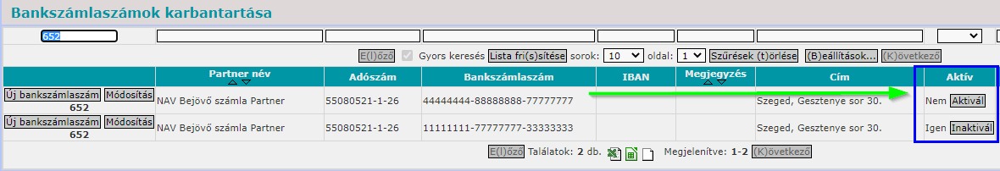 Bankszámlaszámok karbantartása
652
E(l)őző Gyors keresés Lista fri(s)sítése sorok: 10 oldal: 1 Szűrések (t)örlése (B)eállítások... (K)övetkező
Partner név Adószám Bankszámlaszám IBAN Megjegyzés Cím Aktív
Új bankszámlaszám Módosítás
652 NAV Bejövő számla Partner 55080521-1-26 44444444-88888888-77777777 Szeged, Gesztenye sor 30. Nem Aktivál
Új bankszámlaszám Módosítás
652 NAV Bejövő számla Partner 55080521-1-26 11111111-77777777-33333333 Szeged, Gesztenye sor 30. Igen Inaktivál
E(l)őző Találatok: 2 db. Megjelenítve: 1-2 (K)övetkező